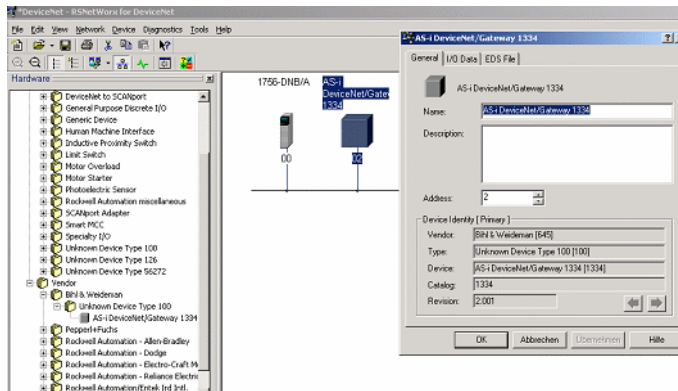 *DeviceNet - RSNetWorx for DeviceNet
File Edit View Network Device Diagnostics Tools Help
Hardware
DeviceNet to SCANport
General Purpose Discrete I/O
Generic Device
Human Machine Interface
Inductive Proximity Switch
Limit Switch
Motor Overload
Motor Starter
Photoelectric Sensor
Rockwell Automation miscellaneous
SCANport Adapter
Smart MCC
Specialty I/O
Unknown Device Type 100
Unknown Device Type 126
Unknown Device Type 56272
Vendor
Bihl & Weideman
Unknown Device Type 100
AS-i DeviceNet/Gateway 1334
Pepperl+Fuchs
Rockwell Automation - Allen-Bradley
Rockwell Automation - Dodge
Rockwell Automation - Electro-Craft M
Rockwell Automation - Reliance Electri
Rockwell Automation/Entek Ird Intl.
1756-DNB/A
AS-i
DeviceNet/Gatew
1334
00
02
AS-i DeviceNet/Gateway 1334
General I/O Data EDS File
AS-i DeviceNet/Gateway 1334
Name: AS-i DeviceNet/Gateway 1334
Description:
Address: 2
Device Identity [ Primary ]
Vendor: Bihl & Weideman [645]
Type: Unknown Device Type 100 [100]
Device: AS-i DeviceNet/Gateway 1334 [1334]
Catalog: 1334
Revision: 2.001
OK Abbrechen Übernehmen Hilfe